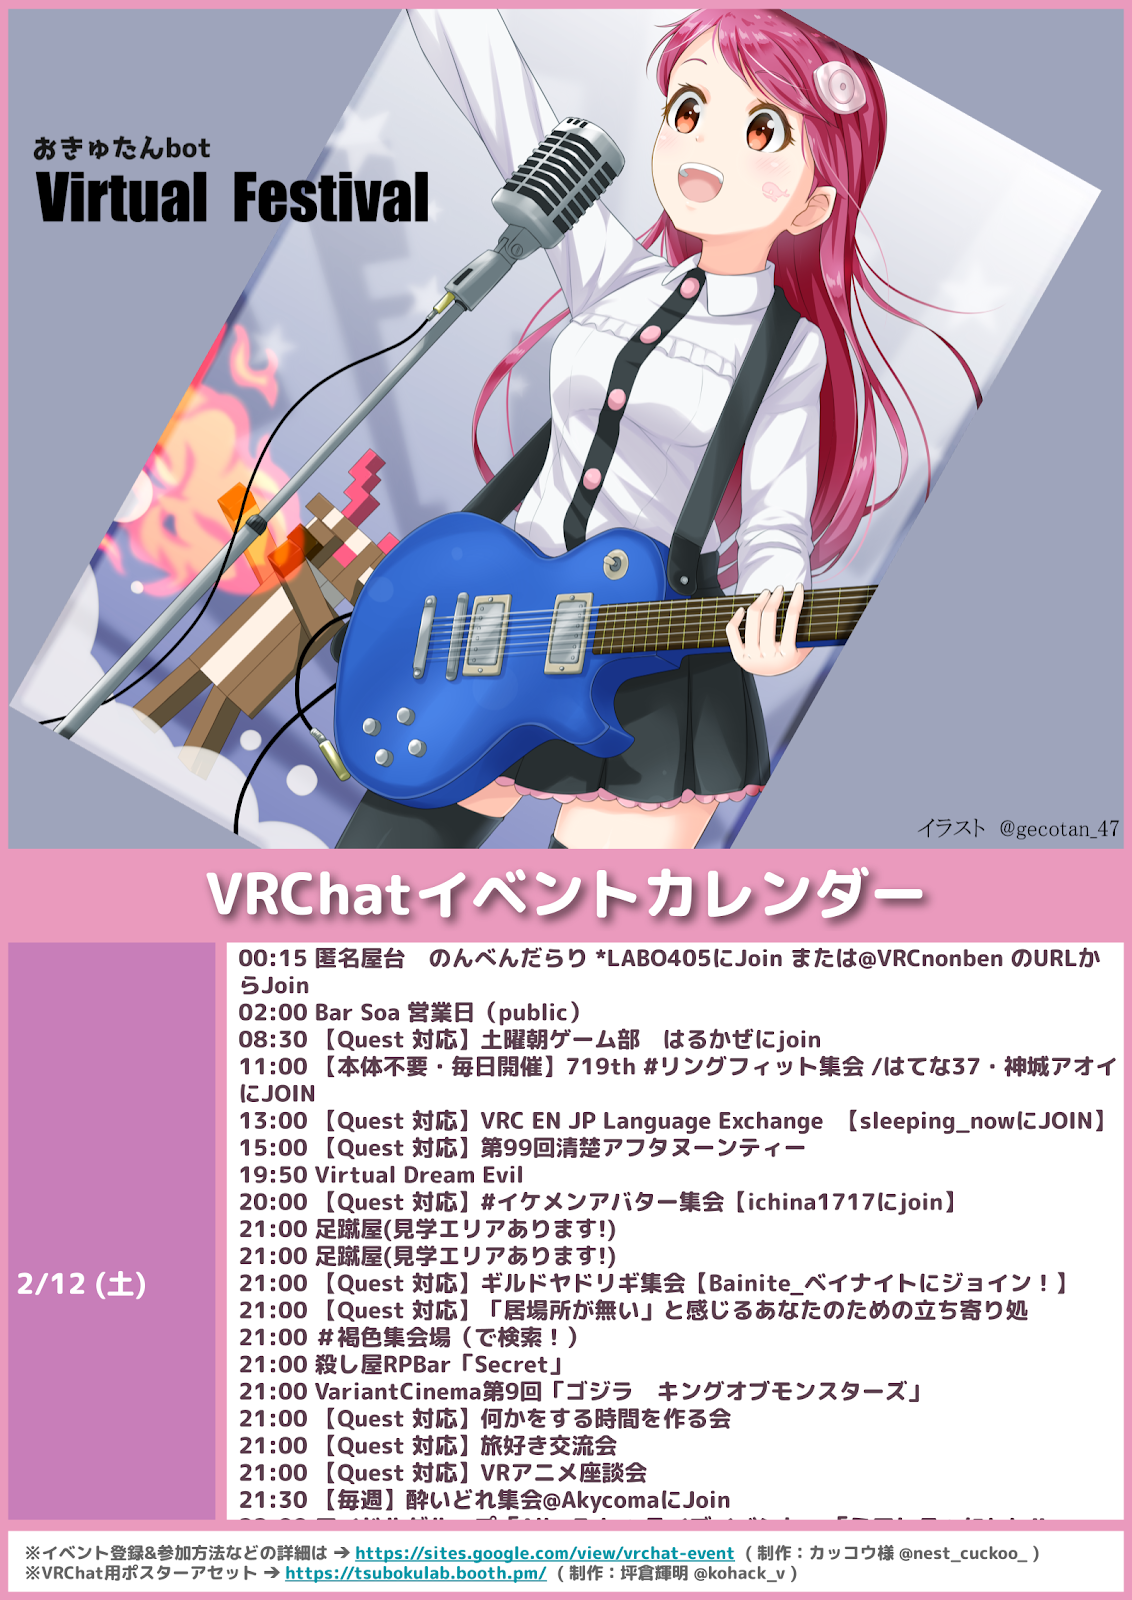 おきゅたんbot
Virtual Festival
イラスト @gecotan_47
VRChatイベントカレンダー
2/12 (土)
00:15 匿名屋台　のんべんだらり *LABO405にJoin または@VRCnonben のURLか
らJoin
02:00 Bar Soa 営業日（public）
08:30 【Quest 対応】土曜朝ゲーム部　はるかぜにjoin
11:00 【本体不要・毎日開催】719th #リングフィット集会 /はてな37・神城アオイ
にJOIN
13:00 【Quest 対応】VRC EN JP Language Exchange 【sleeping_nowにJOIN】
15:00 【Quest 対応】第99回清楚アフタヌーンティー
19:50 Virtual Dream Evil
20:00 【Quest 対応】#イケメンアバター集会【ichina1717にjoin】
21:00 足蹴屋(見学エリアあります!)
21:00 足蹴屋(見学エリアあります!)
21:00 【Quest 対応】ギルドヤドリギ集会【Bainite_ベイナイトにジョイン！】
21:00 【Quest 対応】「居場所が無い」と感じるあなたのための立ち寄り処
21:00 ＃褐色集会場（で検索！）
21:00 殺し屋RPBar「Secret」
21:00 VariantCinema第9回「ゴジラ　キングオブモンスターズ」
21:00 【Quest 対応】何かをする時間を作る会
21:00 【Quest 対応】旅好き交流会
21:00 【Quest 対応】VRアニメ座談会
21:30 【毎週】酔いどれ集会@AkycomaにJoin
※イベント登録&参加方法などの詳細は ➔ https://sites.google.com/view/vrchat-event （ 制作：カッコウ様 @nest_cuckoo_ ）
※VRChat用ポスターアセット ➔ https://tsubokulab.booth.pm/ （ 制作：坪倉輝明 @kohack_v ）